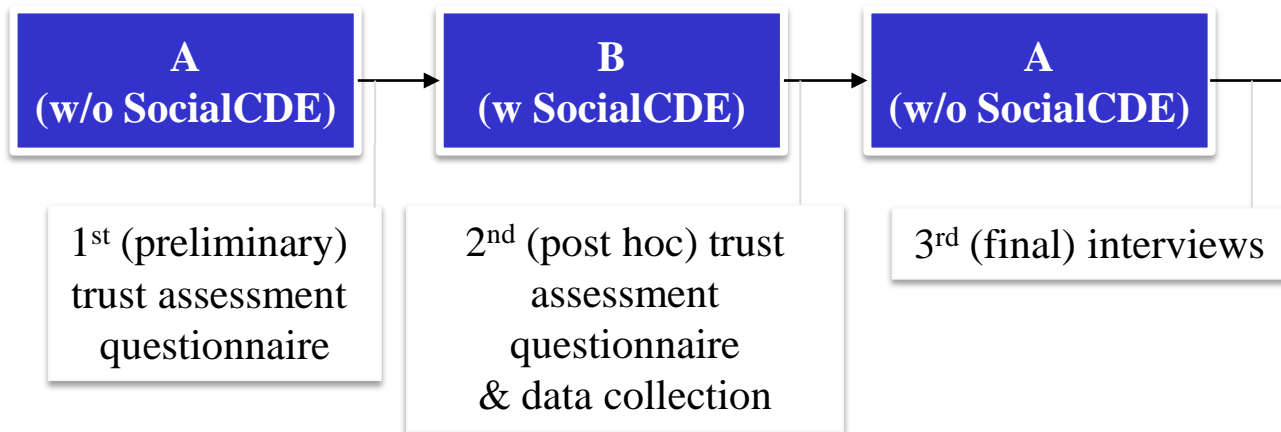 A
(w/o SocialCDE)
B
(w SocialCDE)
A
(w/o SocialCDE)
1st (preliminary)
trust assessment
questionnaire
2nd (post hoc) trust
assessment
questionnaire
& data collection
3rd (final) interviews